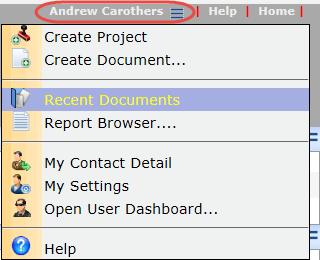 Andrew Carothers | Help | Home |
Create Project
Create Document...
Recent Documents
Report Browser....
My Contact Detail
My Settings
Open User Dashboard...
Help